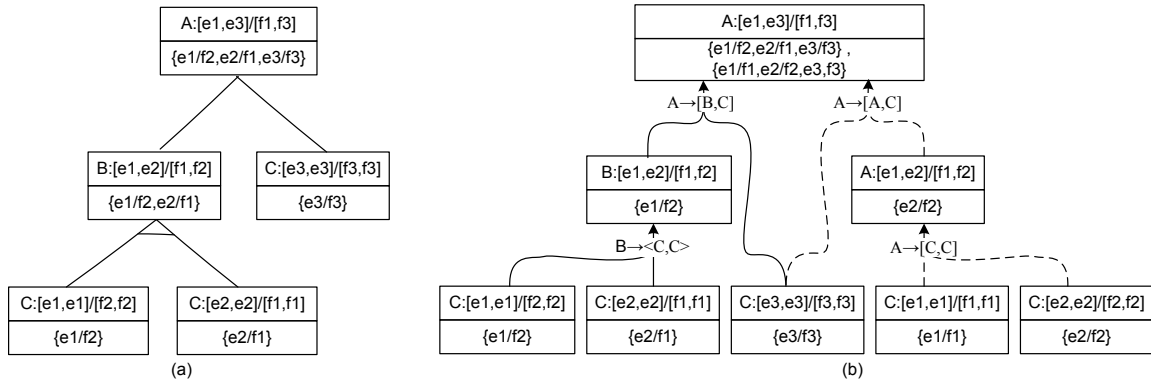 A:[e1,e3]/[f1,f3]
{e1/f2,e2/f1,e3/f3}
B:[e1,e2]/[f1,f2]
{e1/f2,e2/f1}
C:[e3,e3]/[f3,f3]
{e3/f3}
C:[e1,e1]/[f2,f2]
{e1/f2}
C:[e2,e2]/[f1,f1]
{e2/f1}
(a)
A:[e1,e3]/[f1,f3]
{e1/f2,e2/f1,e3/f3} ,
{e1/f1,e2/f2,e3,f3}
A→[B,C]
A→[A,C]
B:[e1,e2]/[f1,f2]
{e1/f2}
A:[e1,e2]/[f1,f2]
{e2/f2}
B→<C,C>
A→[C,C]
C:[e1,e1]/[f2,f2]
{e1/f2}
C:[e2,e2]/[f1,f1]
{e2/f1}
C:[e3,e3]/[f3,f3]
{e3/f3}
C:[e1,e1]/[f1,f1]
{e1/f1}
C:[e2,e2]/[f2,f2]
{e2/f2}
(b)